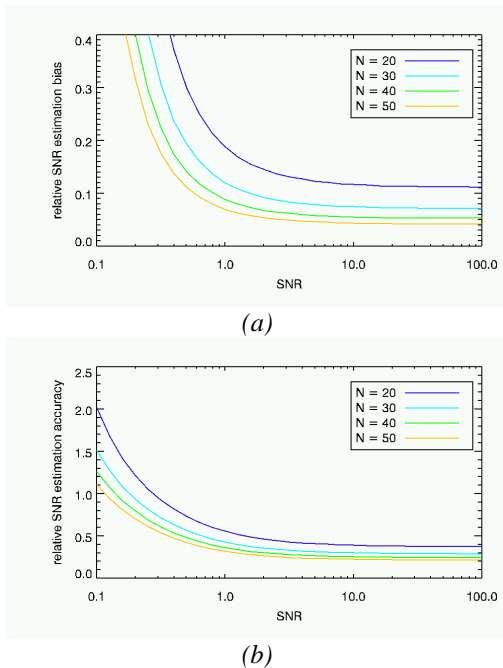 0.4
0.3
0.2
0.1
0.0
relative SNR estimation bias
N = 20
N = 30
N = 40
N = 50
0.1 1.0 10.0 100.0
SNR
(a)
2.5
2.0
1.5
1.0
0.5
0.0
relative SNR estimation accuracy
N = 20
N = 30
N = 40
N = 50
0.1 1.0 10.0 100.0
SNR
(b)